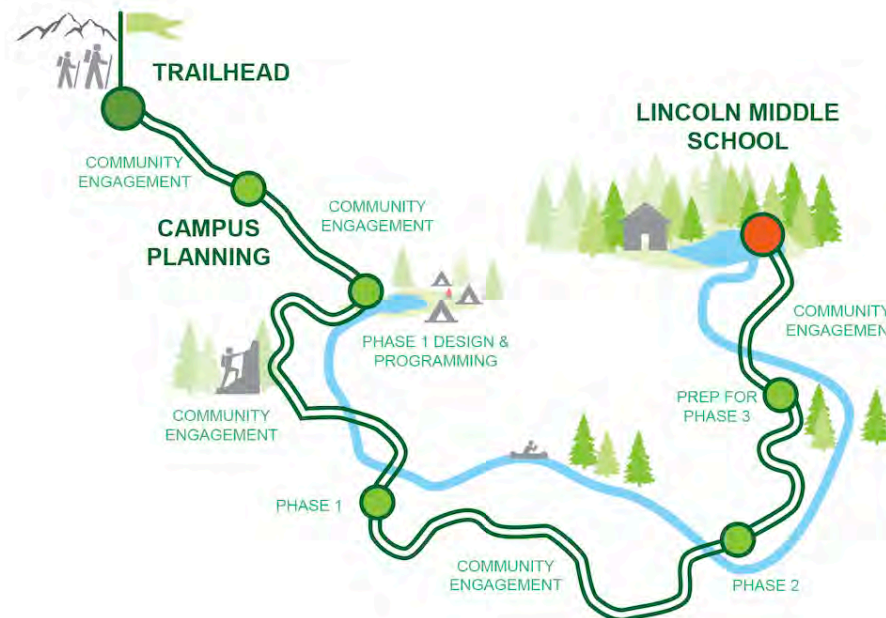 TRAILHEAD
COMMUNITY
ENGAGEMENT
CAMPUS
PLANNING
COMMUNITY
ENGAGEMENT
PHASE 1 DESIGN &
PROGRAMMING
COMMUNITY
ENGAGEMENT
PHASE 1
COMMUNITY
ENGAGEMENT
PHASE 2
PREP FOR
PHASE 3
COMMUNITY
ENGAGEMENT
LINCOLN MIDDLE
SCHOOL